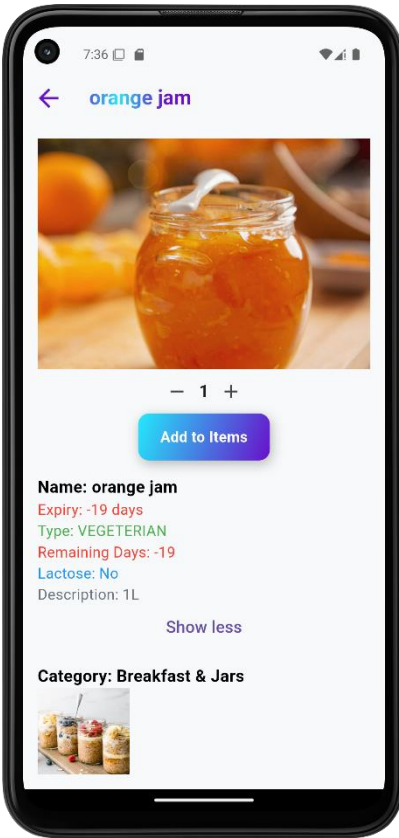 7:36
orange jam
1
Add to Items
Name: orange jam
Expiry: -19 days
Type: VEGETERIAN
Remaining Days: -19
Lactose: No
Description: 1L
Show less
Category: Breakfast & Jars